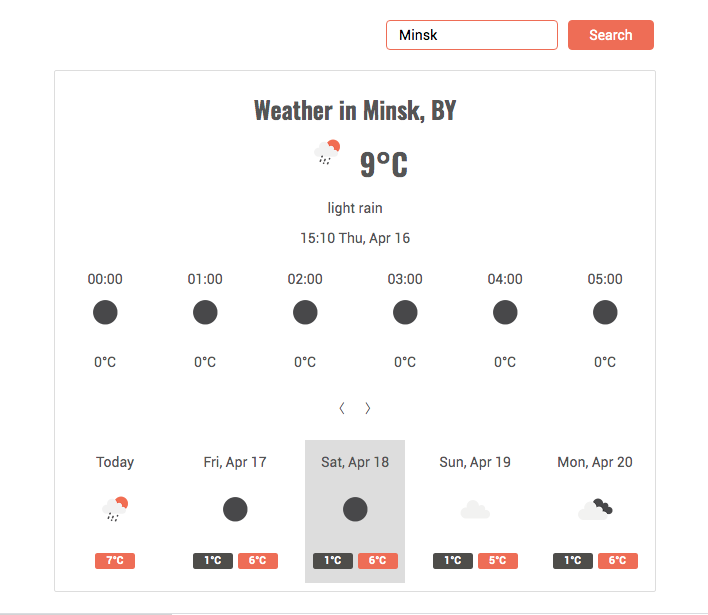 Minsk Search
Weather in Minsk, BY
9°C
light rain
15:10 Thu, Apr 16
00:00 01:00 02:00 03:00 04:00 05:00
0°C 0°C 0°C 0°C 0°C 0°C
Today Fri, Apr 17 Sat, Apr 18 Sun, Apr 19 Mon, Apr 20
7°C 1°C 6°C 1°C 6°C 1°C 5°C 1°C 6°C